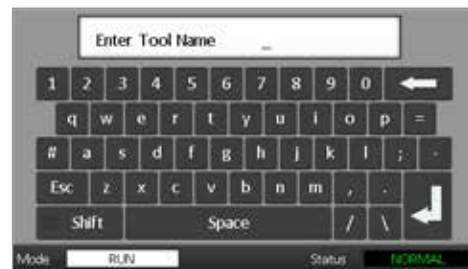 Enter Tool Name _
1 2 3 4 5 6 7 8 9 0
q w e r t y u i o p =
# a s d f g h j k l ; -
Esc z x c v b n m , .
Shift Space / \
Mode RUN Status NORMAL